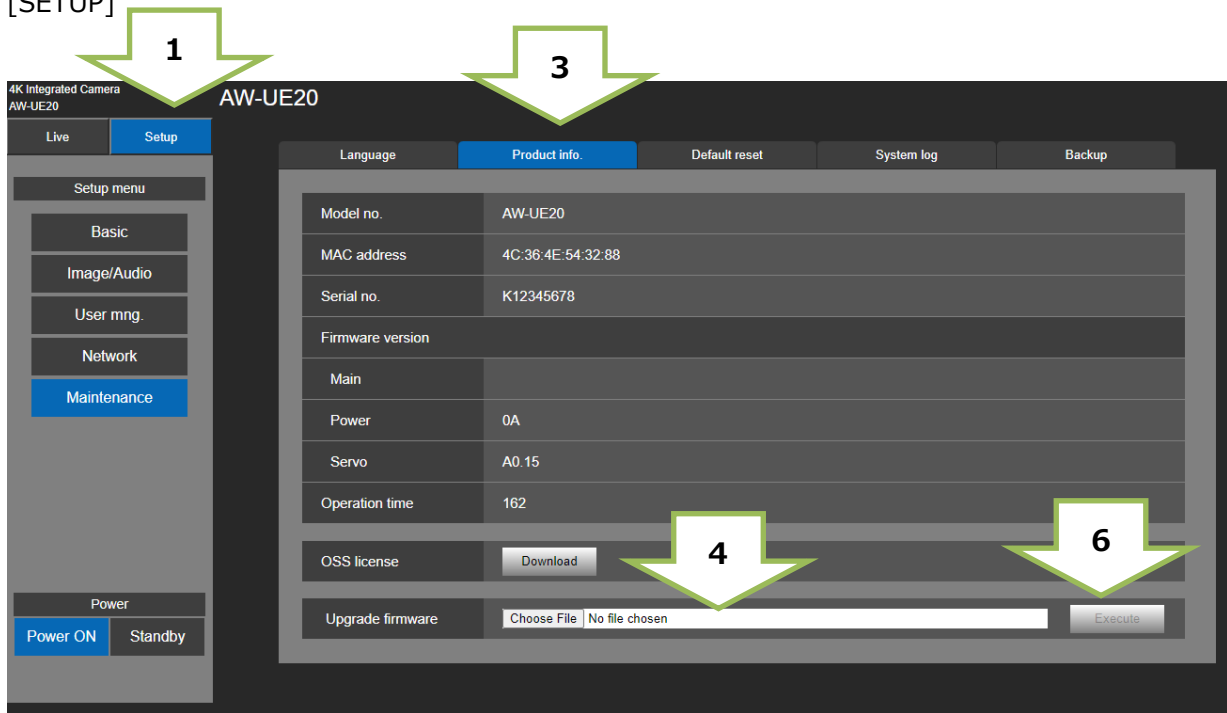 [SETUP]
1
3
4K Integrated Camera
AW-UE20
AW-UE20
Live Setup
Language Product info. Default reset System log Backup
Setup menu
Basic
Image/Audio
User mng.
Network
Maintenance
Model no. AW-UE20
MAC address 4C:36:4E:54:32:88
Serial no. K12345678
Firmware version
Main
Power 0A
Servo A0.15
Operation time 162
4
6
OSS license Download
Upgrade firmware Choose File No file chosen Execute
Power
Power ON Standby